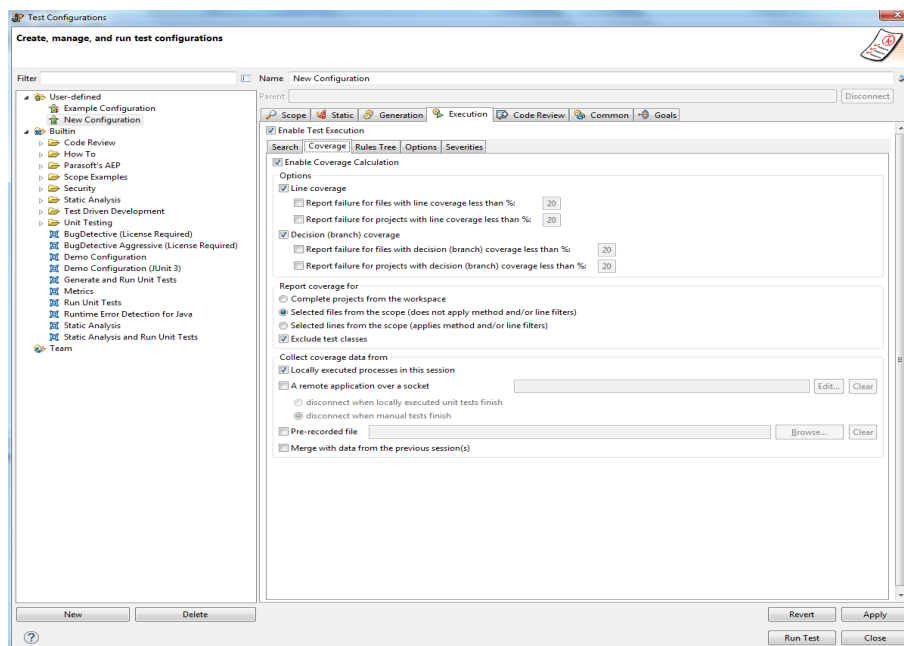 Test Configurations
Create, manage, and run test configurations
Filter
Name New Configuration
Parent Disconnect
User-defined
Example Configuration
New Configuration
Builtin
Code Review
How To
Parasoft's AEP
Scope Examples
Security
Static Analysis
Test Driven Development
Unit Testing
BugDetective (License Required)
BugDetective Aggressive (License Required)
Demo Configuration
Demo Configuration (JUnit 3)
Generate and Run Unit Tests
Metrics
Run Unit Tests
Runtime Error Detection for Java
Static Analysis
Static Analysis and Run Unit Tests
Team
Scope Static Generation Execution Code Review Common Goals
Enable Test Execution
Search Coverage Rules Tree Options Severities
Enable Coverage Calculation
Options
Line coverage
Report failure for files with line coverage less than %: 20
Report failure for projects with line coverage less than %: 20
Decision (branch) coverage
Report failure for files with decision (branch) coverage less than %: 20
Report failure for projects with decision (branch) coverage less than %: 20
Report coverage for
Complete projects from the workspace
Selected files from the scope (does not apply method and/or line filters)
Selected lines from the scope (applies method and/or line filters)
Exclude test classes
Collect coverage data from
Locally executed processes in this session
A remote application over a socket Edit... Clear
disconnect when locally executed unit tests finish
disconnect when manual tests finish
Pre-recorded file Browse... Clear
Merge with data from the previous session(s)
New Delete Revert Apply
? Run Test Close